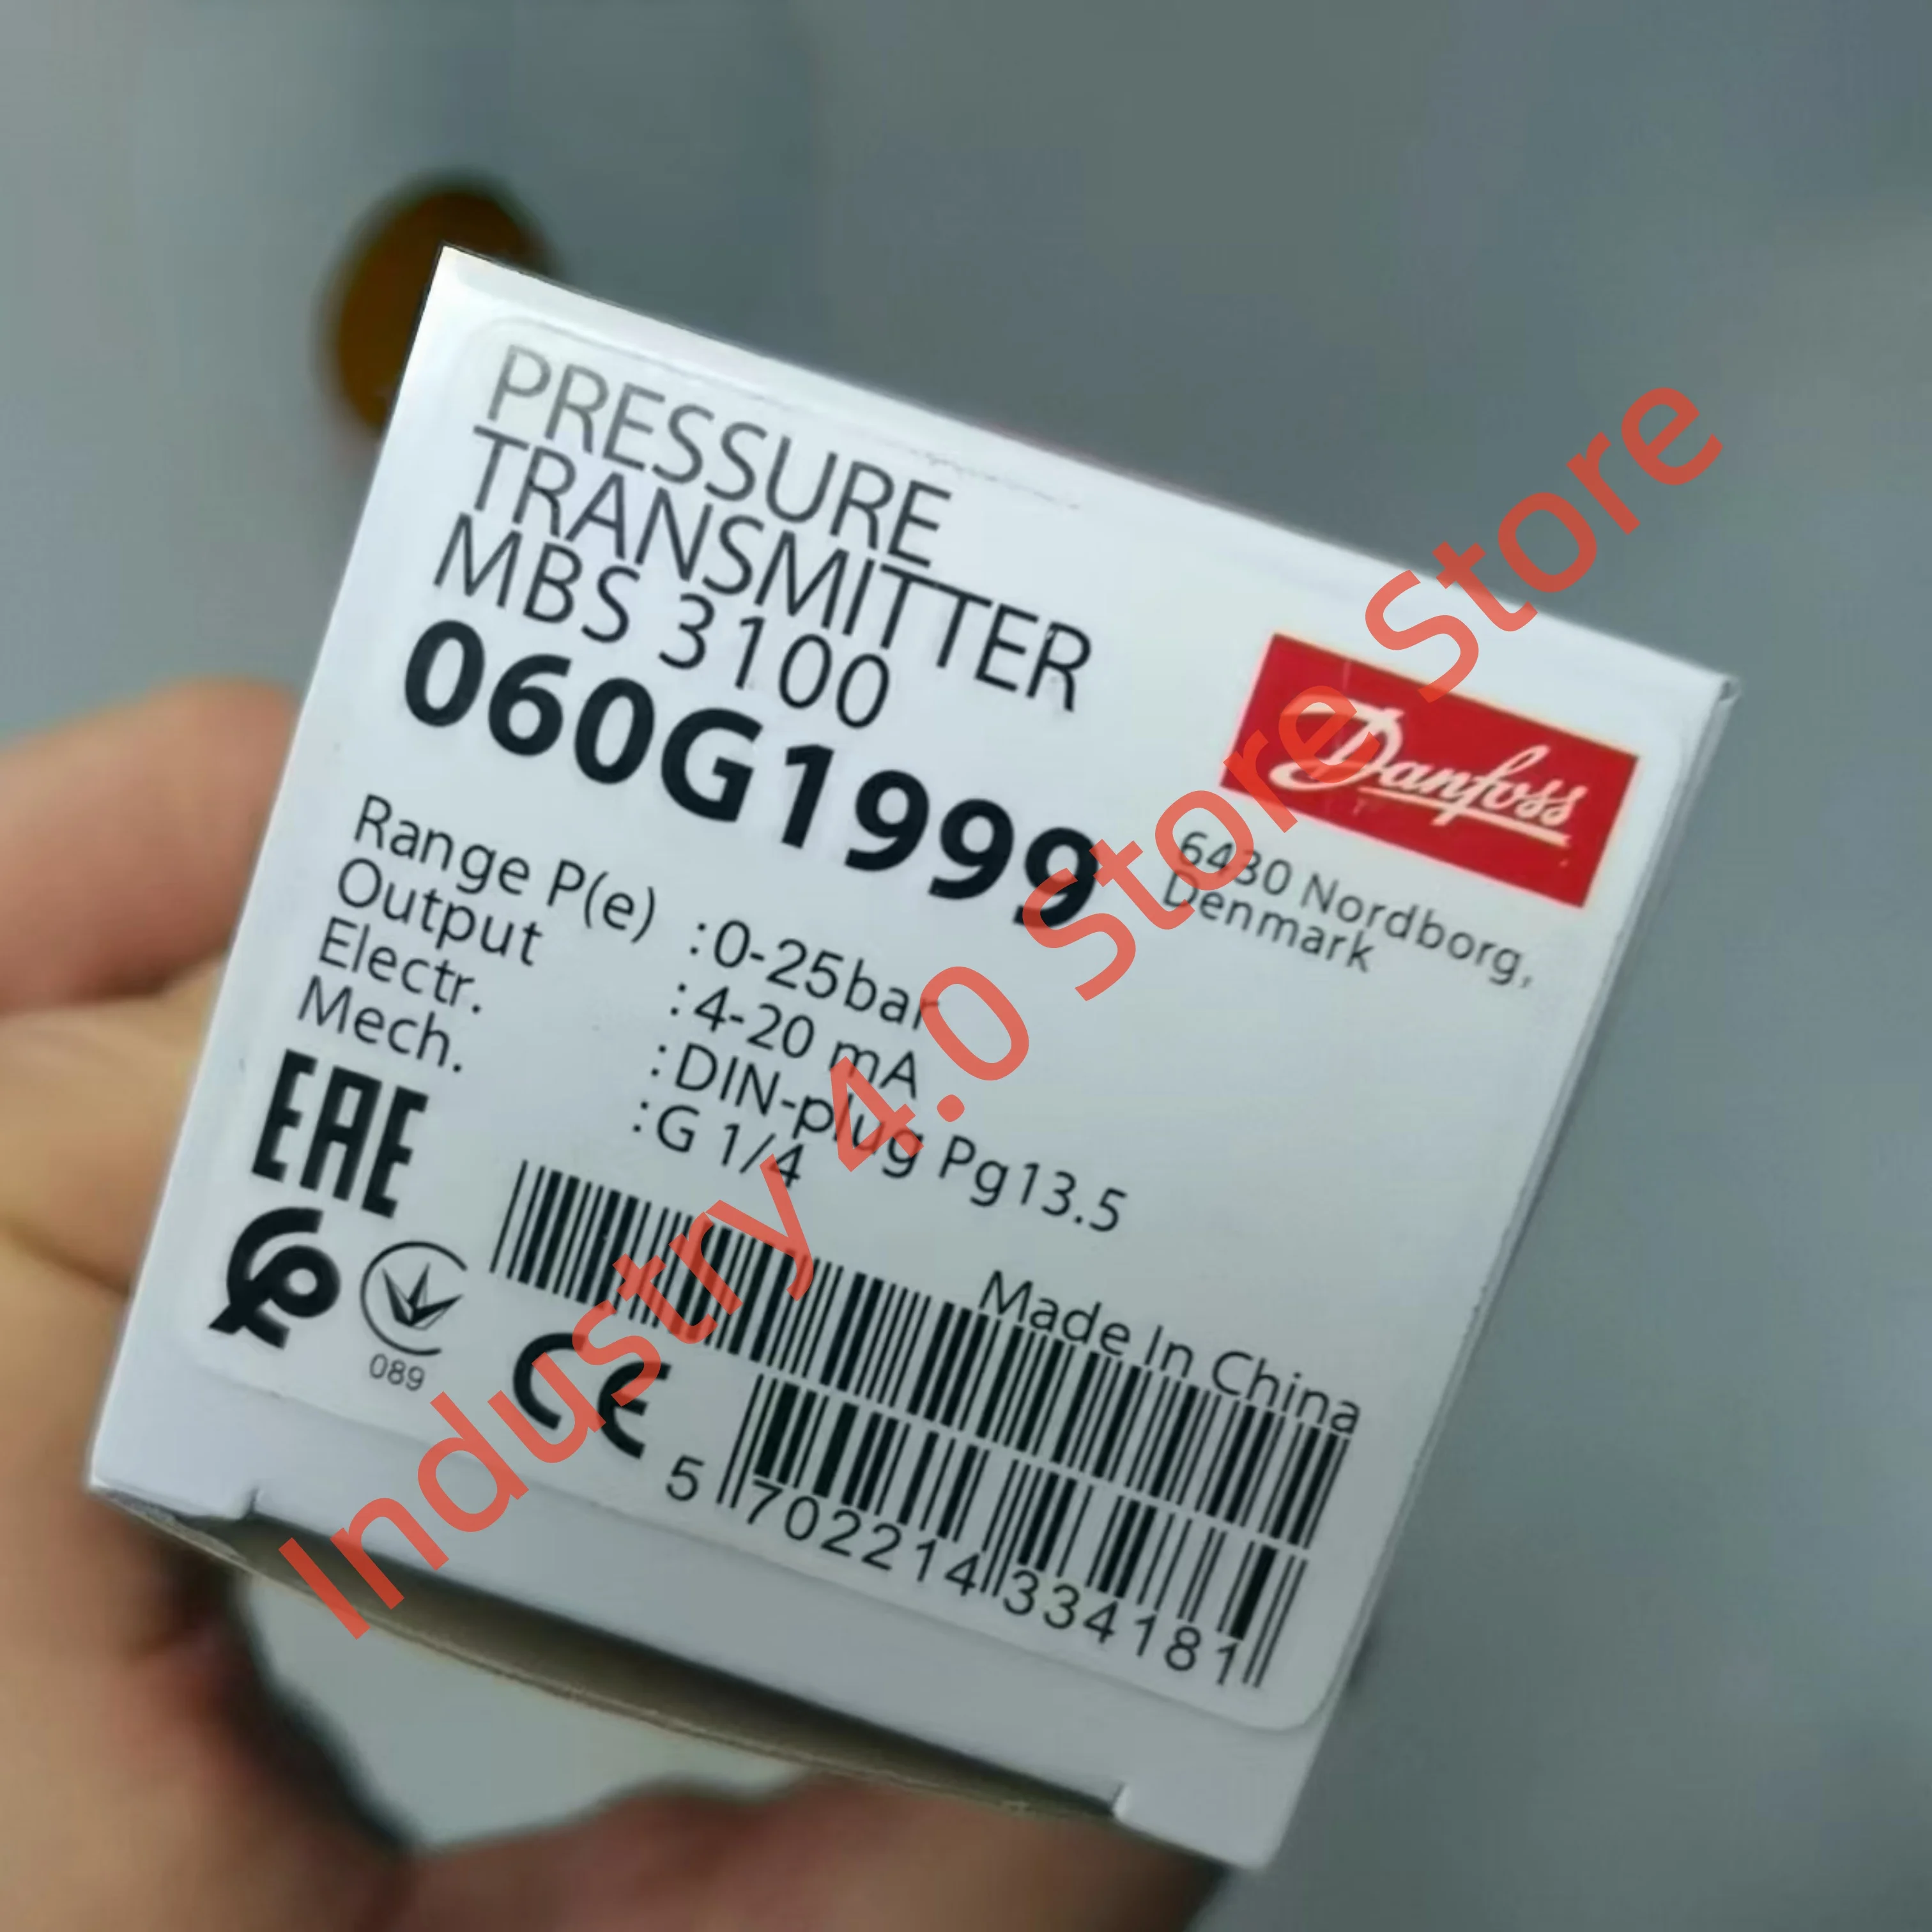 PRESSURE
TRANSMITTER
MBS 3100
060G1999
Danfoss
6430 Nordborg,
Denmark
Range P(e) :0-25bar
Output :4-20 mA
Electr. :DIN-plug Pg13.5
Mech. :G 1/4
EAC
Made In China
089
CE
5 702214 334181
Industry 4.0 Store Store